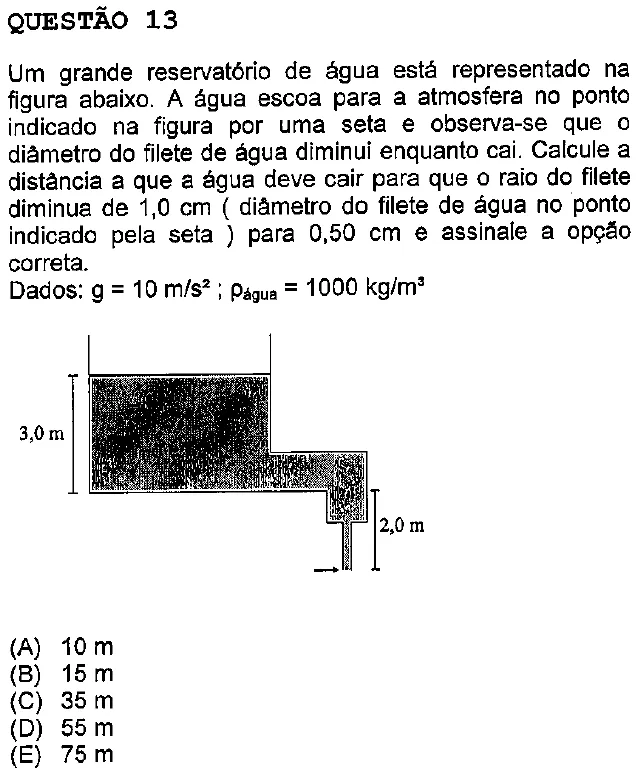 QUESTÃO 13
Um grande reservatório de água está representado na
figura abaixo. A água escoa para a atmosfera no ponto
indicado na figura por uma seta e observa-se que o
diâmetro do filete de água diminui enquanto cai. Calcule a
distância a que a água deve cair para que o raio do filete
diminua de 1,0 cm ( diâmetro do filete de água no ponto
indicado pela seta ) para 0,50 cm e assinale a opção
correta.
Dados: g = 10 m/s² ; ρágua = 1000 kg/m³
3,0 m
2,0 m
(A) 10 m
(B) 15 m
(C) 35 m
(D) 55 m
(E) 75 m